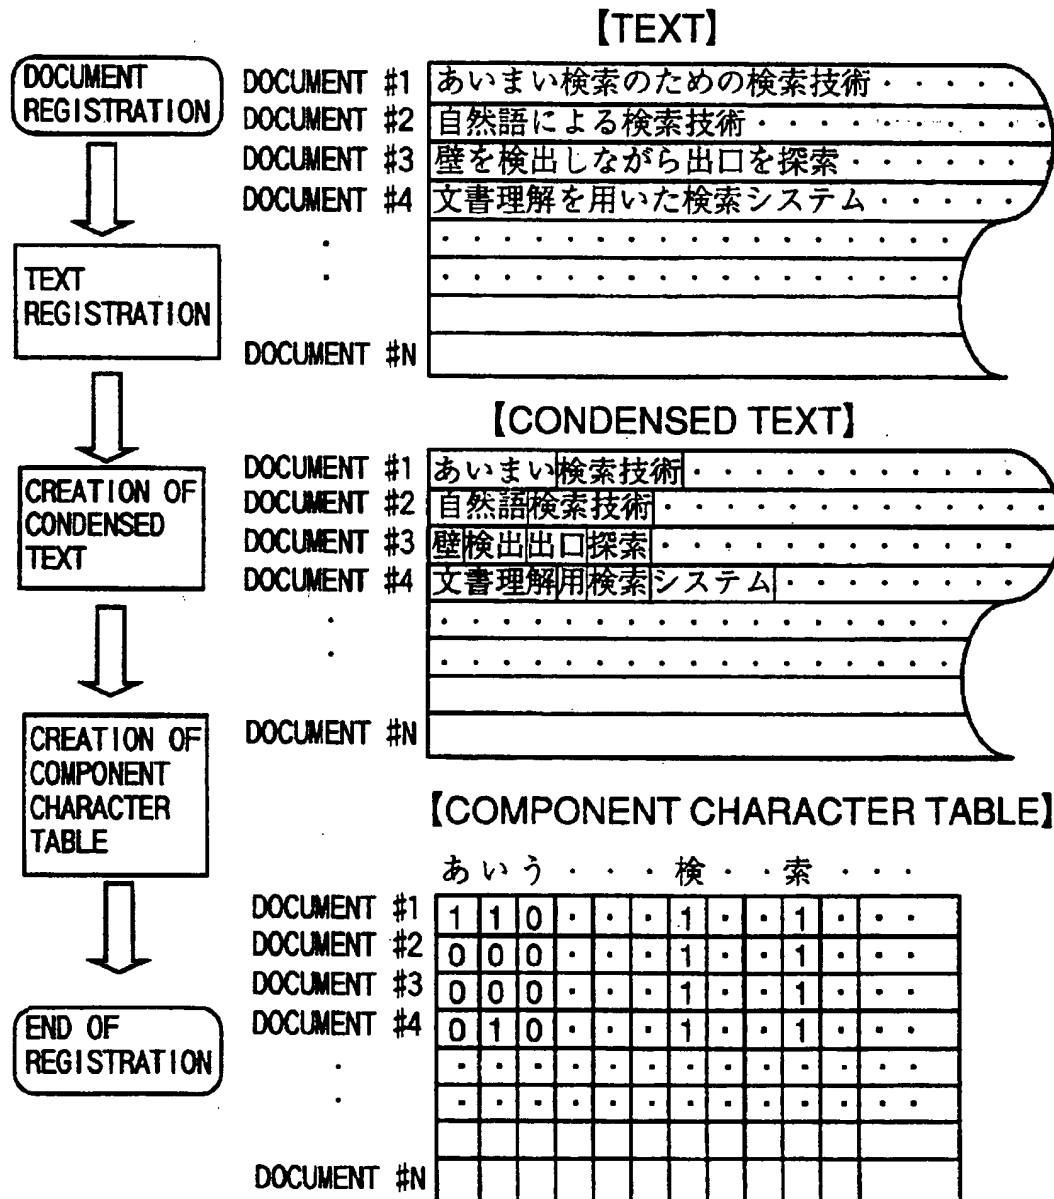 DOCUMENT
REGISTRATION
TEXT
REGISTRATION
CREATION OF
CONDENSED
TEXT
CREATION OF
COMPONENT
CHARACTER
TABLE
END OF
REGISTRATION
【TEXT】
DOCUMENT #1 あいまい検索のための検索技術・・・・・
DOCUMENT #2 自然語による検索技術・・・・・・・・・・
DOCUMENT #3 壁を検出しながら出口を探索・・・・・・
DOCUMENT #4 文書理解を用いた検索システム・・・・・
・ ・・・・・・・・・・・・・・・・・
・ ・・・・・・・・・・・・・・・・・
DOCUMENT #N
【CONDENSED TEXT】
DOCUMENT #1 あいまい|検索技術|・・・・・・・・・・・
DOCUMENT #2 自然語|検索技術|・・・・・・・・・・・・・
DOCUMENT #3 壁|検出|出口|探索|・・・・・・・・・・・・
DOCUMENT #4 文書理解|用|検索|システム|・・・・・・・・
・ ・・・・・・・・・・・・・・・・・
・ ・・・・・・・・・・・・・・・・・
DOCUMENT #N
【COMPONENT CHARACTER TABLE】
あ い う ・ ・ ・ 検 ・ ・ 索 ・ ・ ・
DOCUMENT #1 1 1 0 ・ ・ ・ 1 ・ ・ 1 ・ ・ ・
DOCUMENT #2 0 0 0 ・ ・ ・ 1 ・ ・ 1 ・ ・ ・
DOCUMENT #3 0 0 0 ・ ・ ・ 1 ・ ・ 1 ・ ・ ・
DOCUMENT #4 0 1 0 ・ ・ ・ 1 ・ ・ 1 ・ ・ ・
・ ・ ・ ・ ・ ・ ・ ・ ・ ・ ・ ・ ・ ・
・ ・ ・ ・ ・ ・ ・ ・ ・ ・ ・ ・ ・ ・
DOCUMENT #N